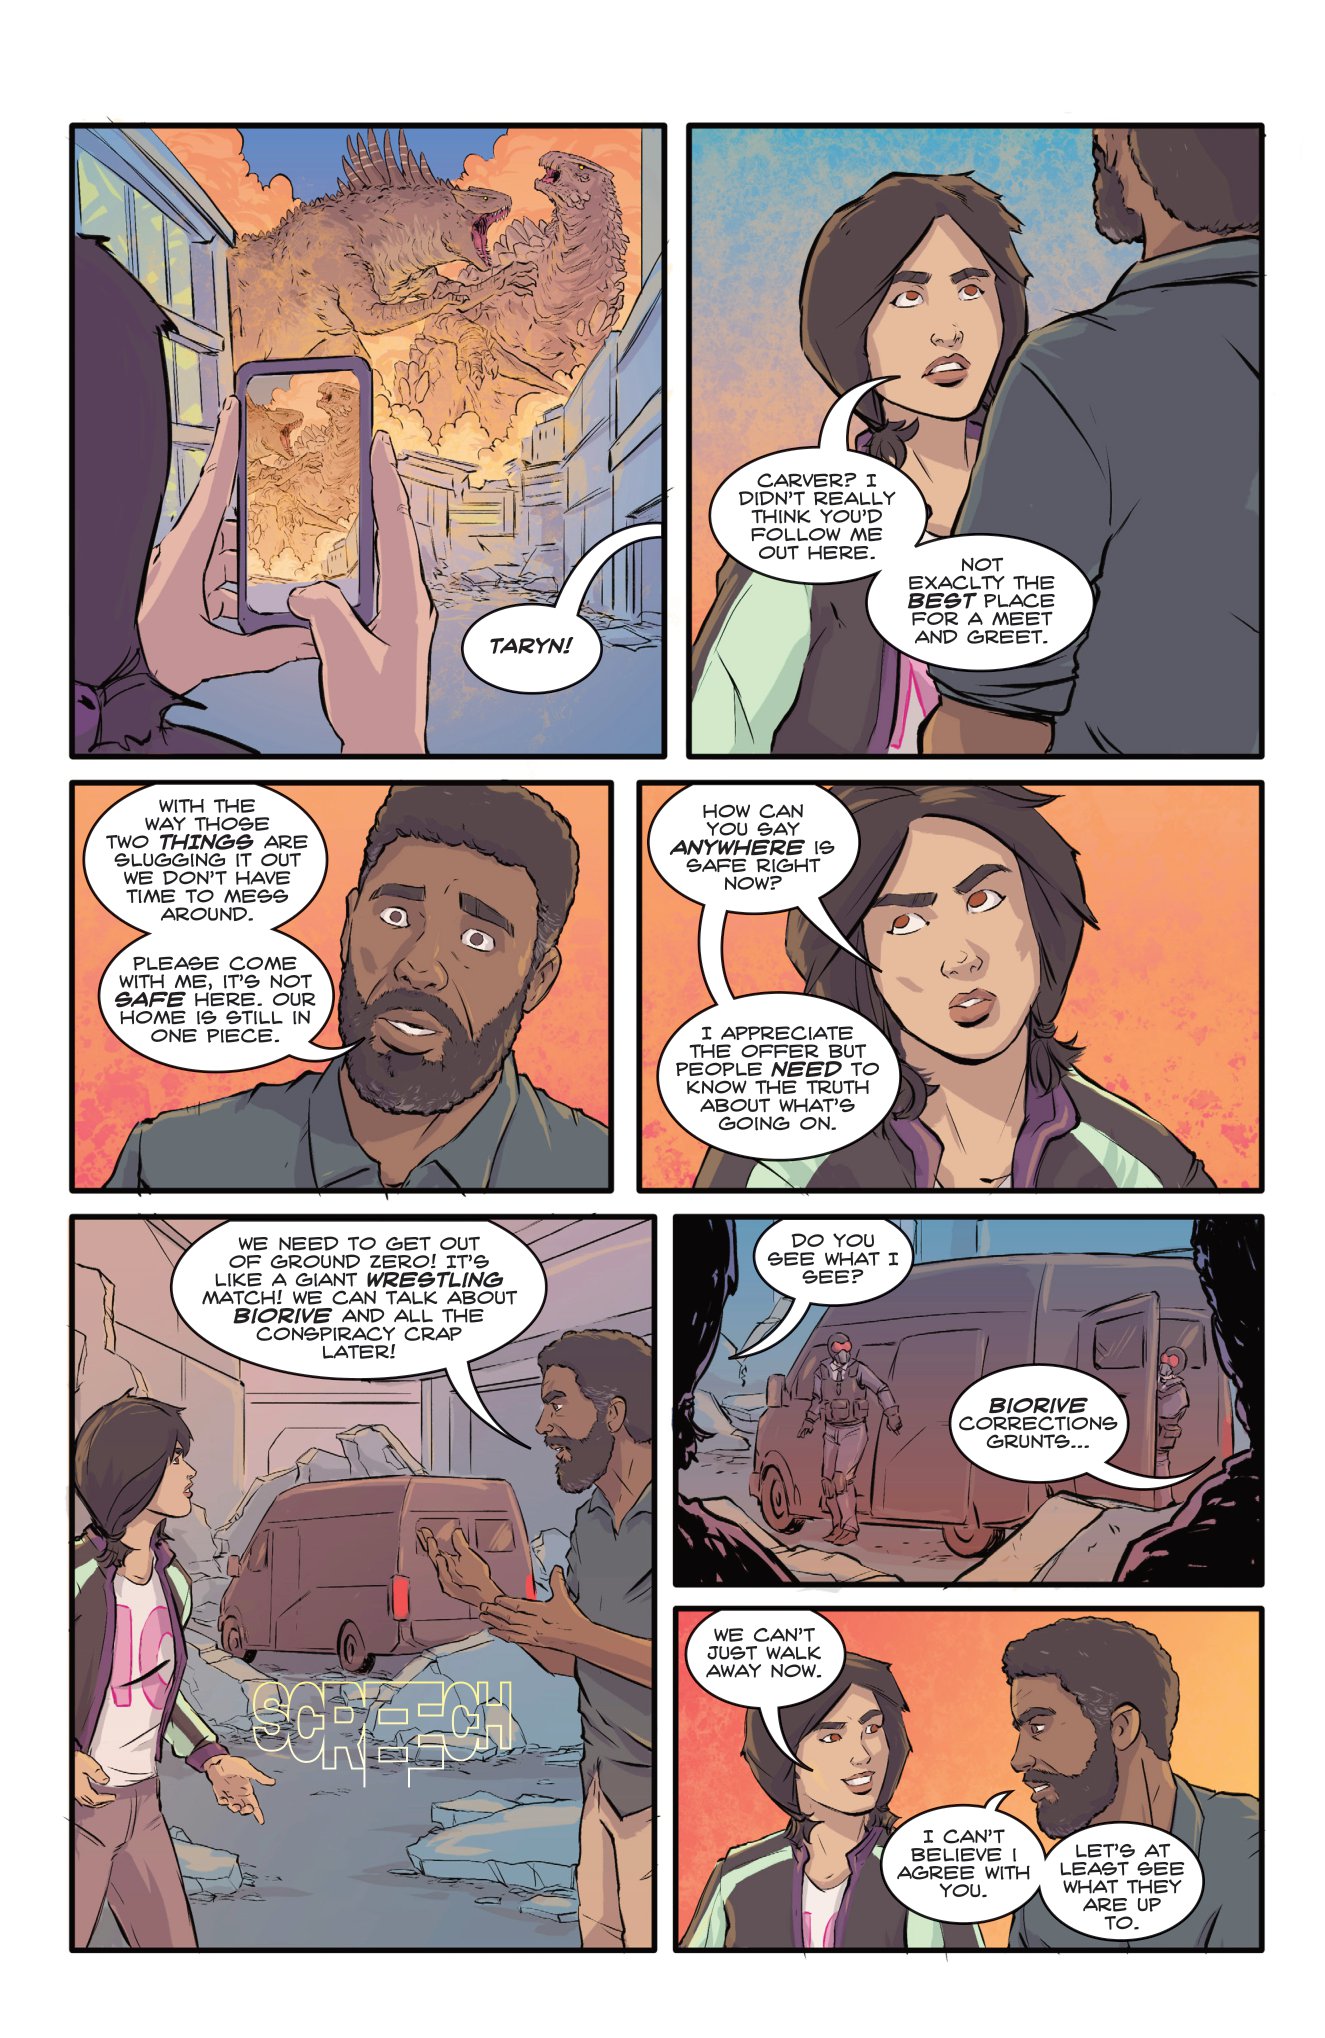 TARYN!
CARVER? I
DIDN'T REALLY
THINK YOU'D
FOLLOW ME
OUT HERE.
NOT
EXACLTY THE
BEST PLACE
FOR A MEET
AND GREET.
WITH THE
WAY THOSE
TWO THINGS ARE
SLUGGING IT OUT
WE DON'T HAVE
TIME TO MESS
AROUND.
PLEASE COME
WITH ME, IT'S NOT
SAFE HERE. OUR
HOME IS STILL IN
ONE PIECE.
HOW CAN
YOU SAY
ANYWHERE IS
SAFE RIGHT
NOW?
I APPRECIATE
THE OFFER BUT
PEOPLE NEED TO
KNOW THE TRUTH
ABOUT WHAT'S
GOING ON.
WE NEED TO GET OUT
OF GROUND ZERO! IT'S
LIKE A GIANT WRESTLING
MATCH! WE CAN TALK ABOUT
BIORIVE AND ALL THE
CONSPIRACY CRAP
LATER!
10
SCREECH
DO YOU
SEE WHAT I
SEE?
BIORIVE
CORRECTIONS
GRUNTS...
WE CAN'T
JUST WALK
AWAY NOW.
I CAN'T
BELIEVE I
AGREE WITH
YOU.
LET'S AT
LEAST SEE
WHAT THEY
ARE UP
TO.